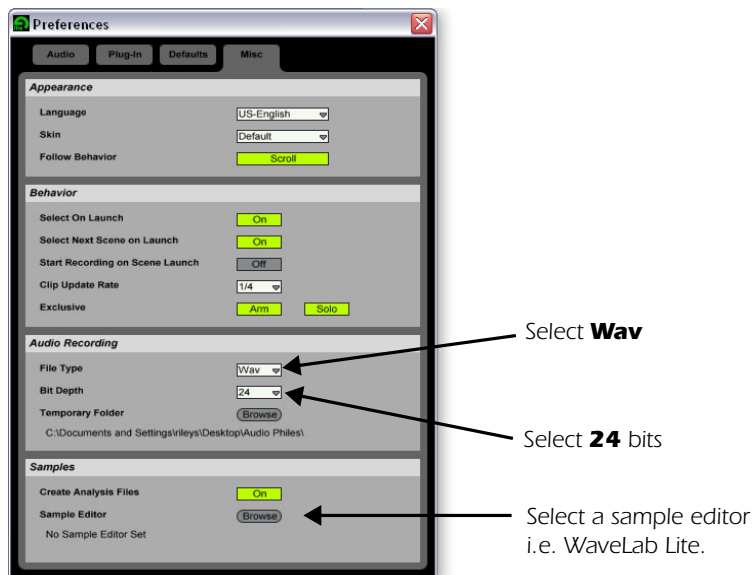 Preferences
Audio Plug-In Defaults Misc
Appearance
Language US-English
Skin Default
Follow Behavior Scroll
Behavior
Select On Launch On
Select Next Scene on Launch On
Start Recording on Scene Launch Off
Clip Update Rate 1/4
Exclusive Arm Solo
Audio Recording
File Type Wav
Select Wav
Bit Depth 24
Temporary Folder Browse
C:\Documents and Settings\rileys\Desktop\Audio Philes\
Select 24 bits
Samples
Create Analysis Files On
Sample Editor Browse
No Sample Editor Set
Select a sample editor
i.e. WaveLab Lite.